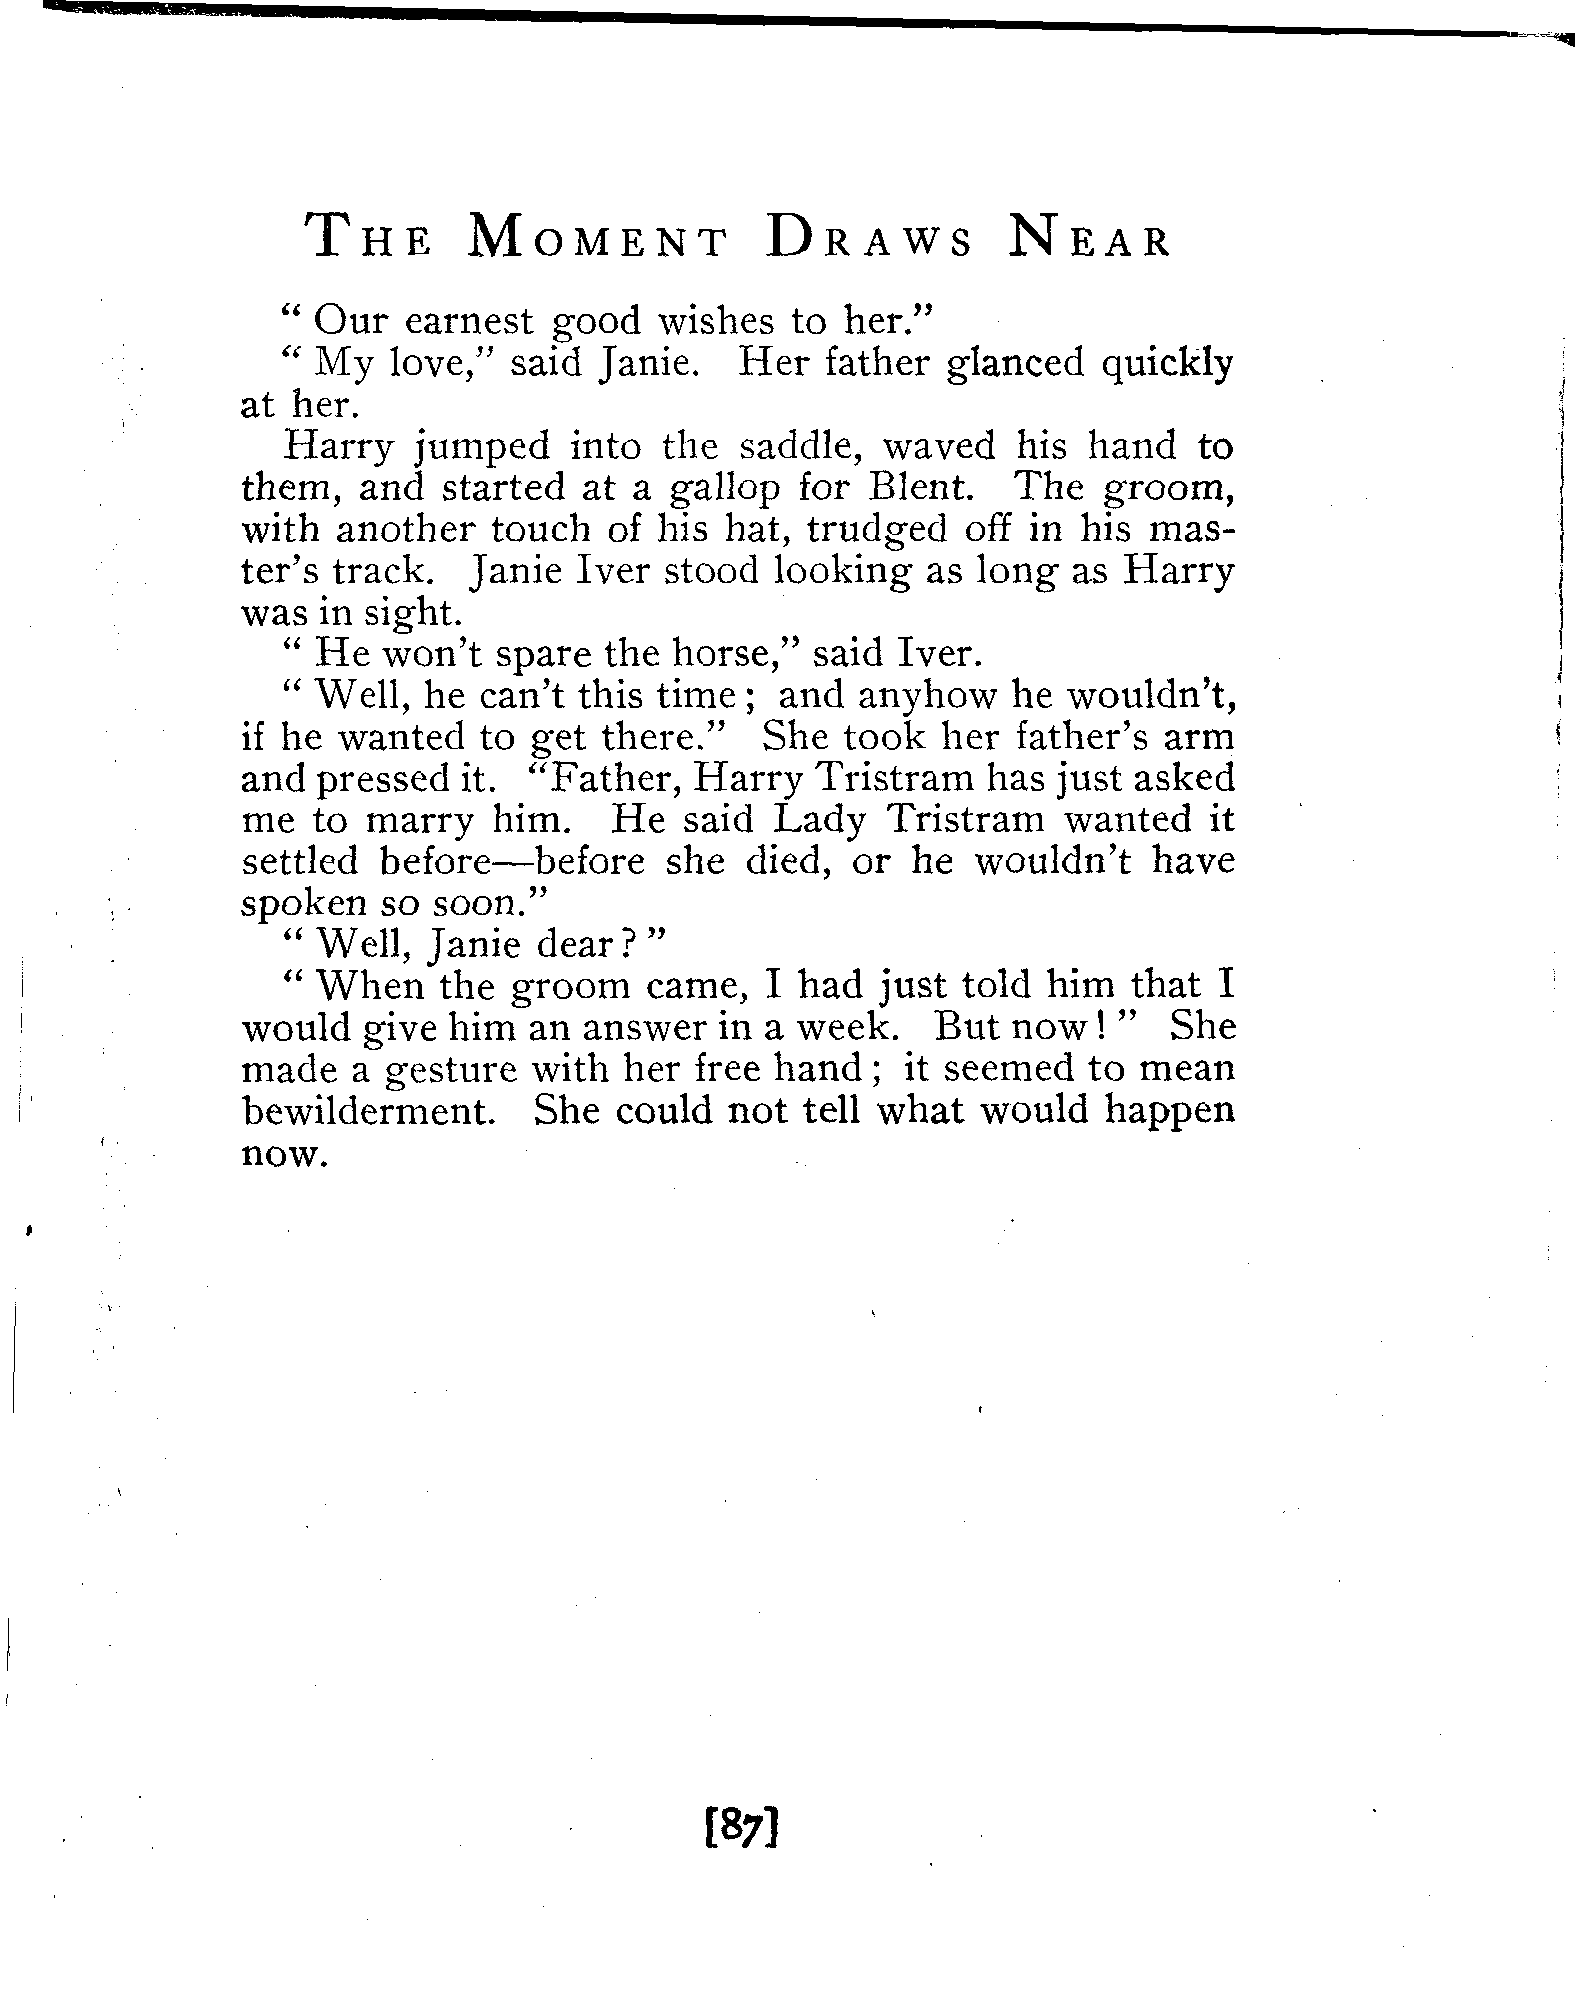 The Moment Draws Near
“ Our earnest good wishes to her.”
“ My love,” said Janie. Her father glanced quickly
at her.
Harry jumped into the saddle, waved his hand to
them, and started at a gallop for Blent. The groom,
with another touch of his hat, trudged off in his mas-
ter’s track. Janie Iver stood looking as long as Harry
was in sight.
“ He won’t spare the horse,” said Iver.
“ Well, he can’t this time ; and anyhow he wouldn’t,
if he wanted to get there.” She took her father’s arm
and pressed it. “Father, Harry Tristram has just asked
me to marry him. He said Lady Tristram wanted it
settled before—before she died, or he wouldn’t have
spoken so soon.”
“ Well, Janie dear ? ”
“ When the groom came, I had just told him that I
would give him an answer in a week. But now ! ” She
made a gesture with her free hand ; it seemed to mean
bewilderment. She could not tell what would happen
now.
[87]